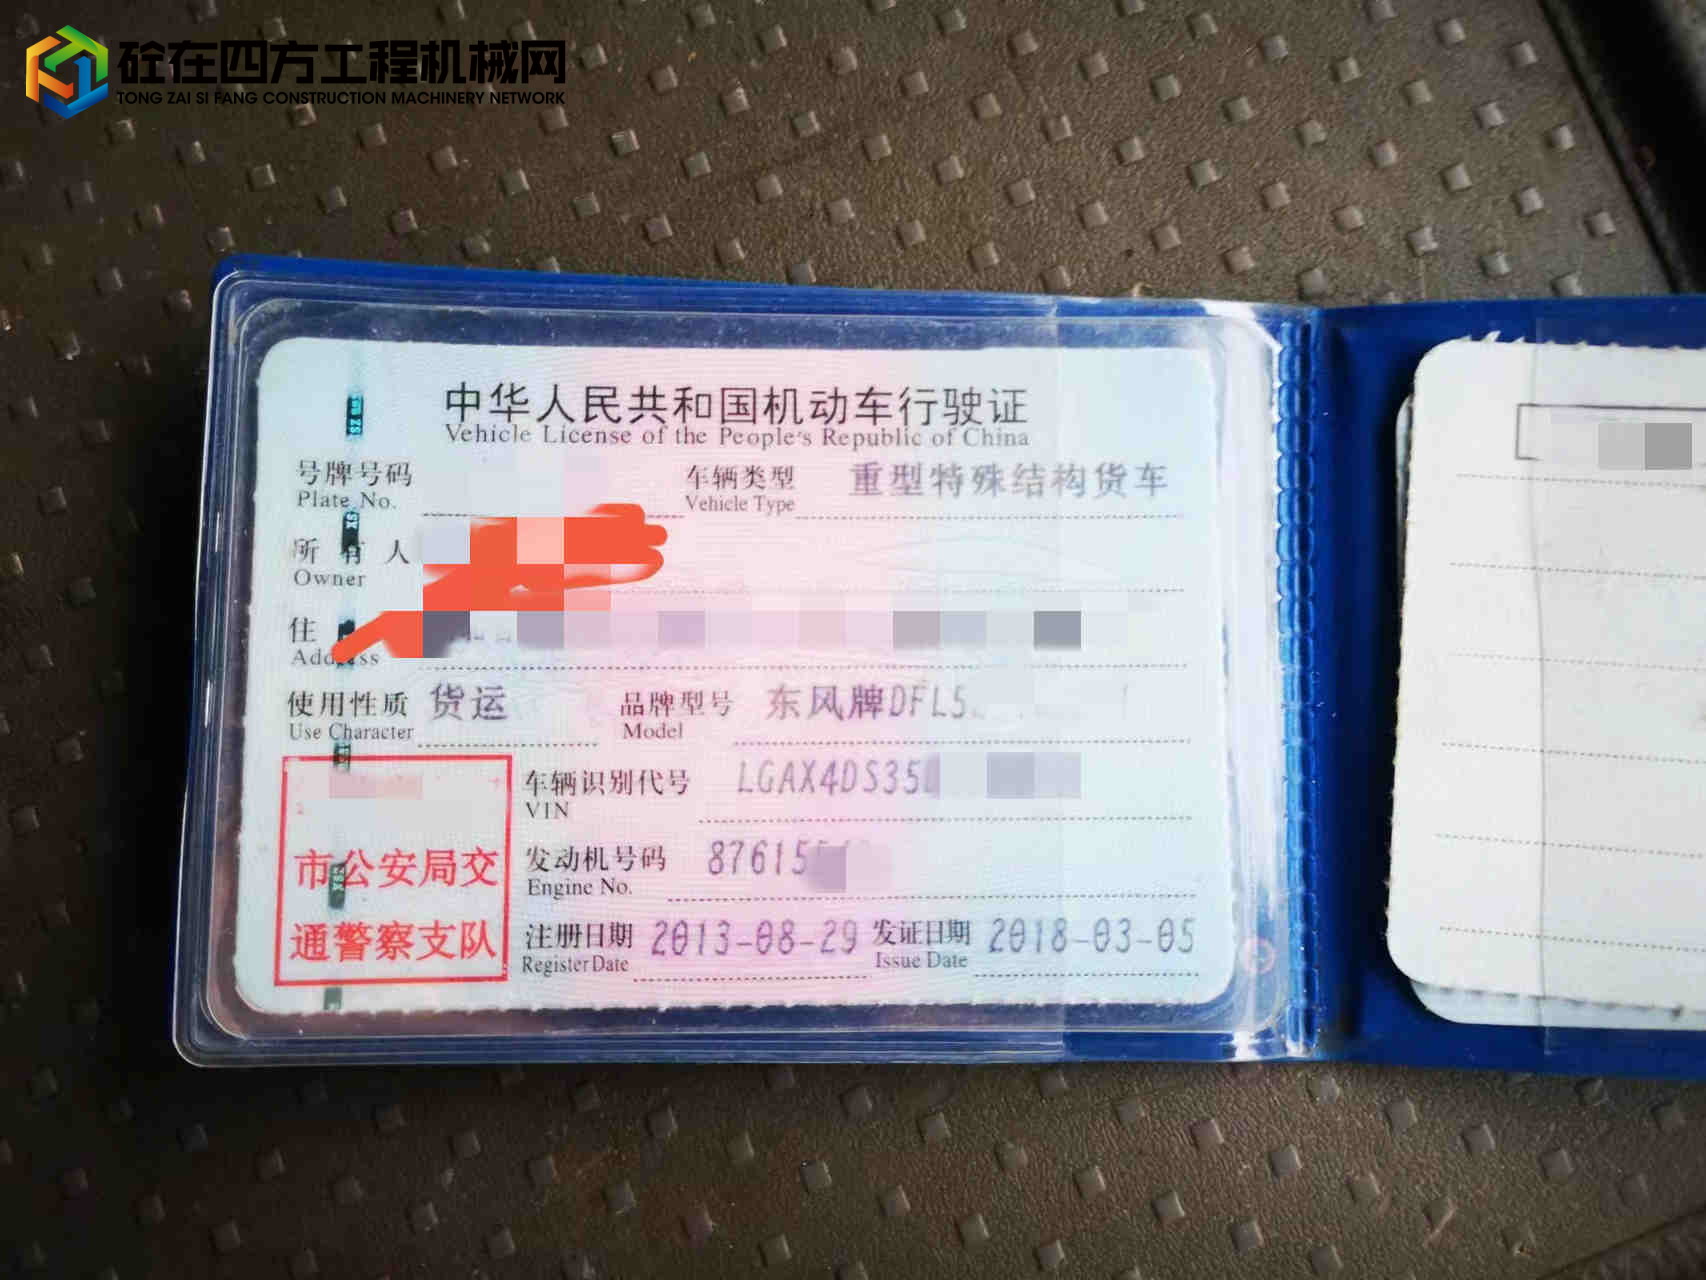 砼在四方工程机械网
TONG ZAI SI FANG CONSTRUCTION MACHINERY NETWORK
中华人民共和国机动车行驶证
Vehicle License of the People's Republic of China
号牌号码 车辆类型 重型特殊结构货车
Plate No. Vehicle Type
所有人
Owner
住
Address
使用性质 货运 品牌型号 东风牌DFL5
Use Character Model
车辆识别代号 LGAX4DS35
VIN
发动机号码 87615
Engine No.
市公安局交
通警察支队
注册日期 2013-08-29 发证日期 2018-03-05
Register Date Issue Date